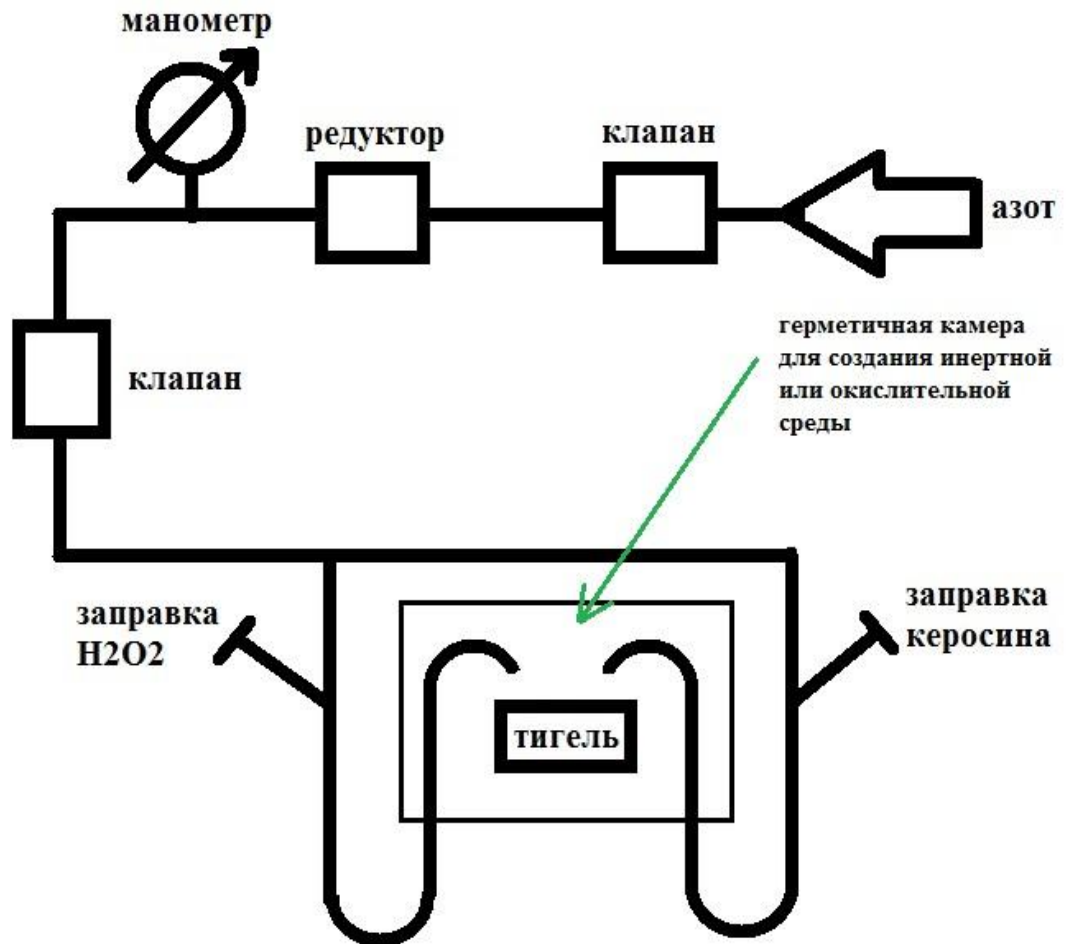 манометр
редуктор
клапан
азот
герметичная камера
для создания инертной
или окислительной
среды
клапан
заправка
H2O2
заправка
керосина
тигель